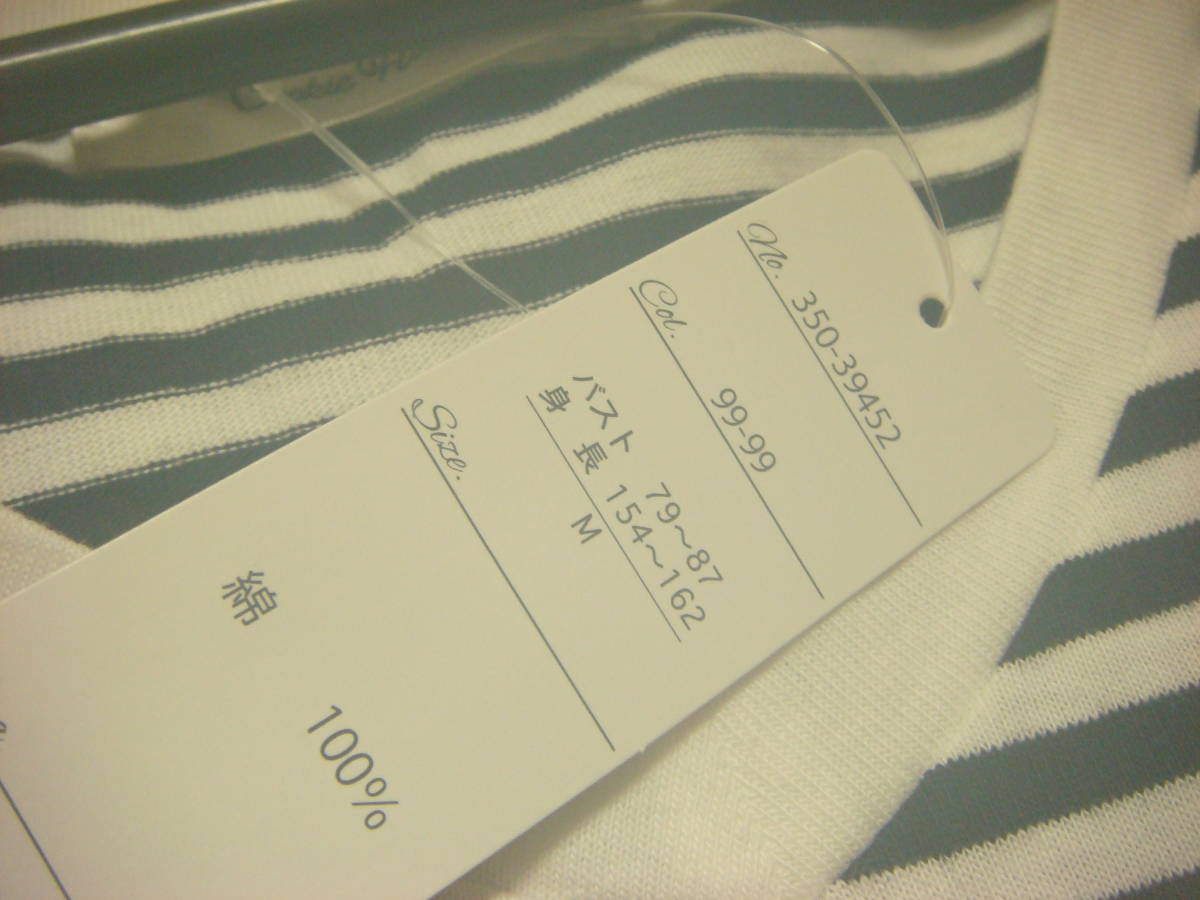 No. 350-39452
Col. 99-99
バスト 79～87
身 長 154～162
Size. M
綿 100%